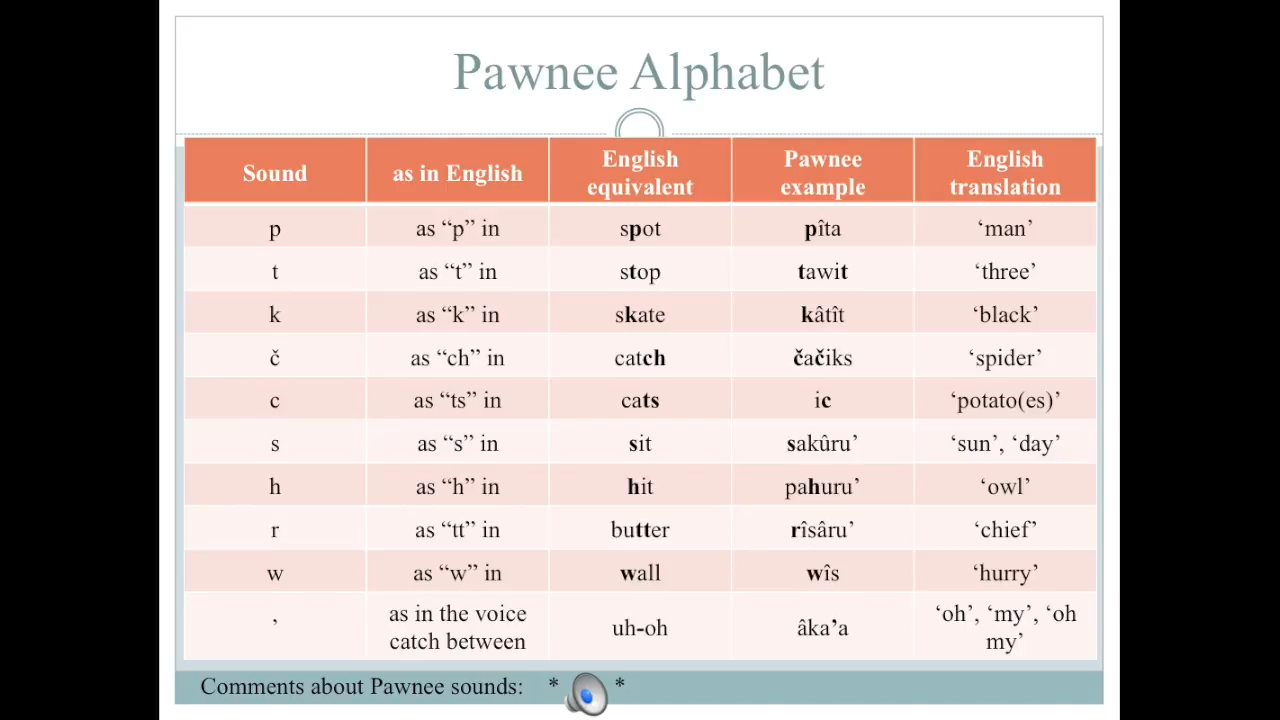 Pawnee Alphabet
Sound as in English English equivalent Pawnee example English translation
p as “p” in spot pîta ‘man’
t as “t” in stop tawit ‘three’
k as “k” in skate kâtît ‘black’
č as “ch” in catch čačiks ‘spider’
c as “ts” in cats ic ‘potato(es)’
s as “s” in sit sakûru’ ‘sun’, ‘day’
h as “h” in hit pahuru’ ‘owl’
r as “tt” in butter rîsâru’ ‘chief’
w as “w” in wall wîs ‘hurry’
’ as in the voice catch between uh-oh âka’a ‘oh’, ‘my’, ‘oh my’
Comments about Pawnee sounds: * *